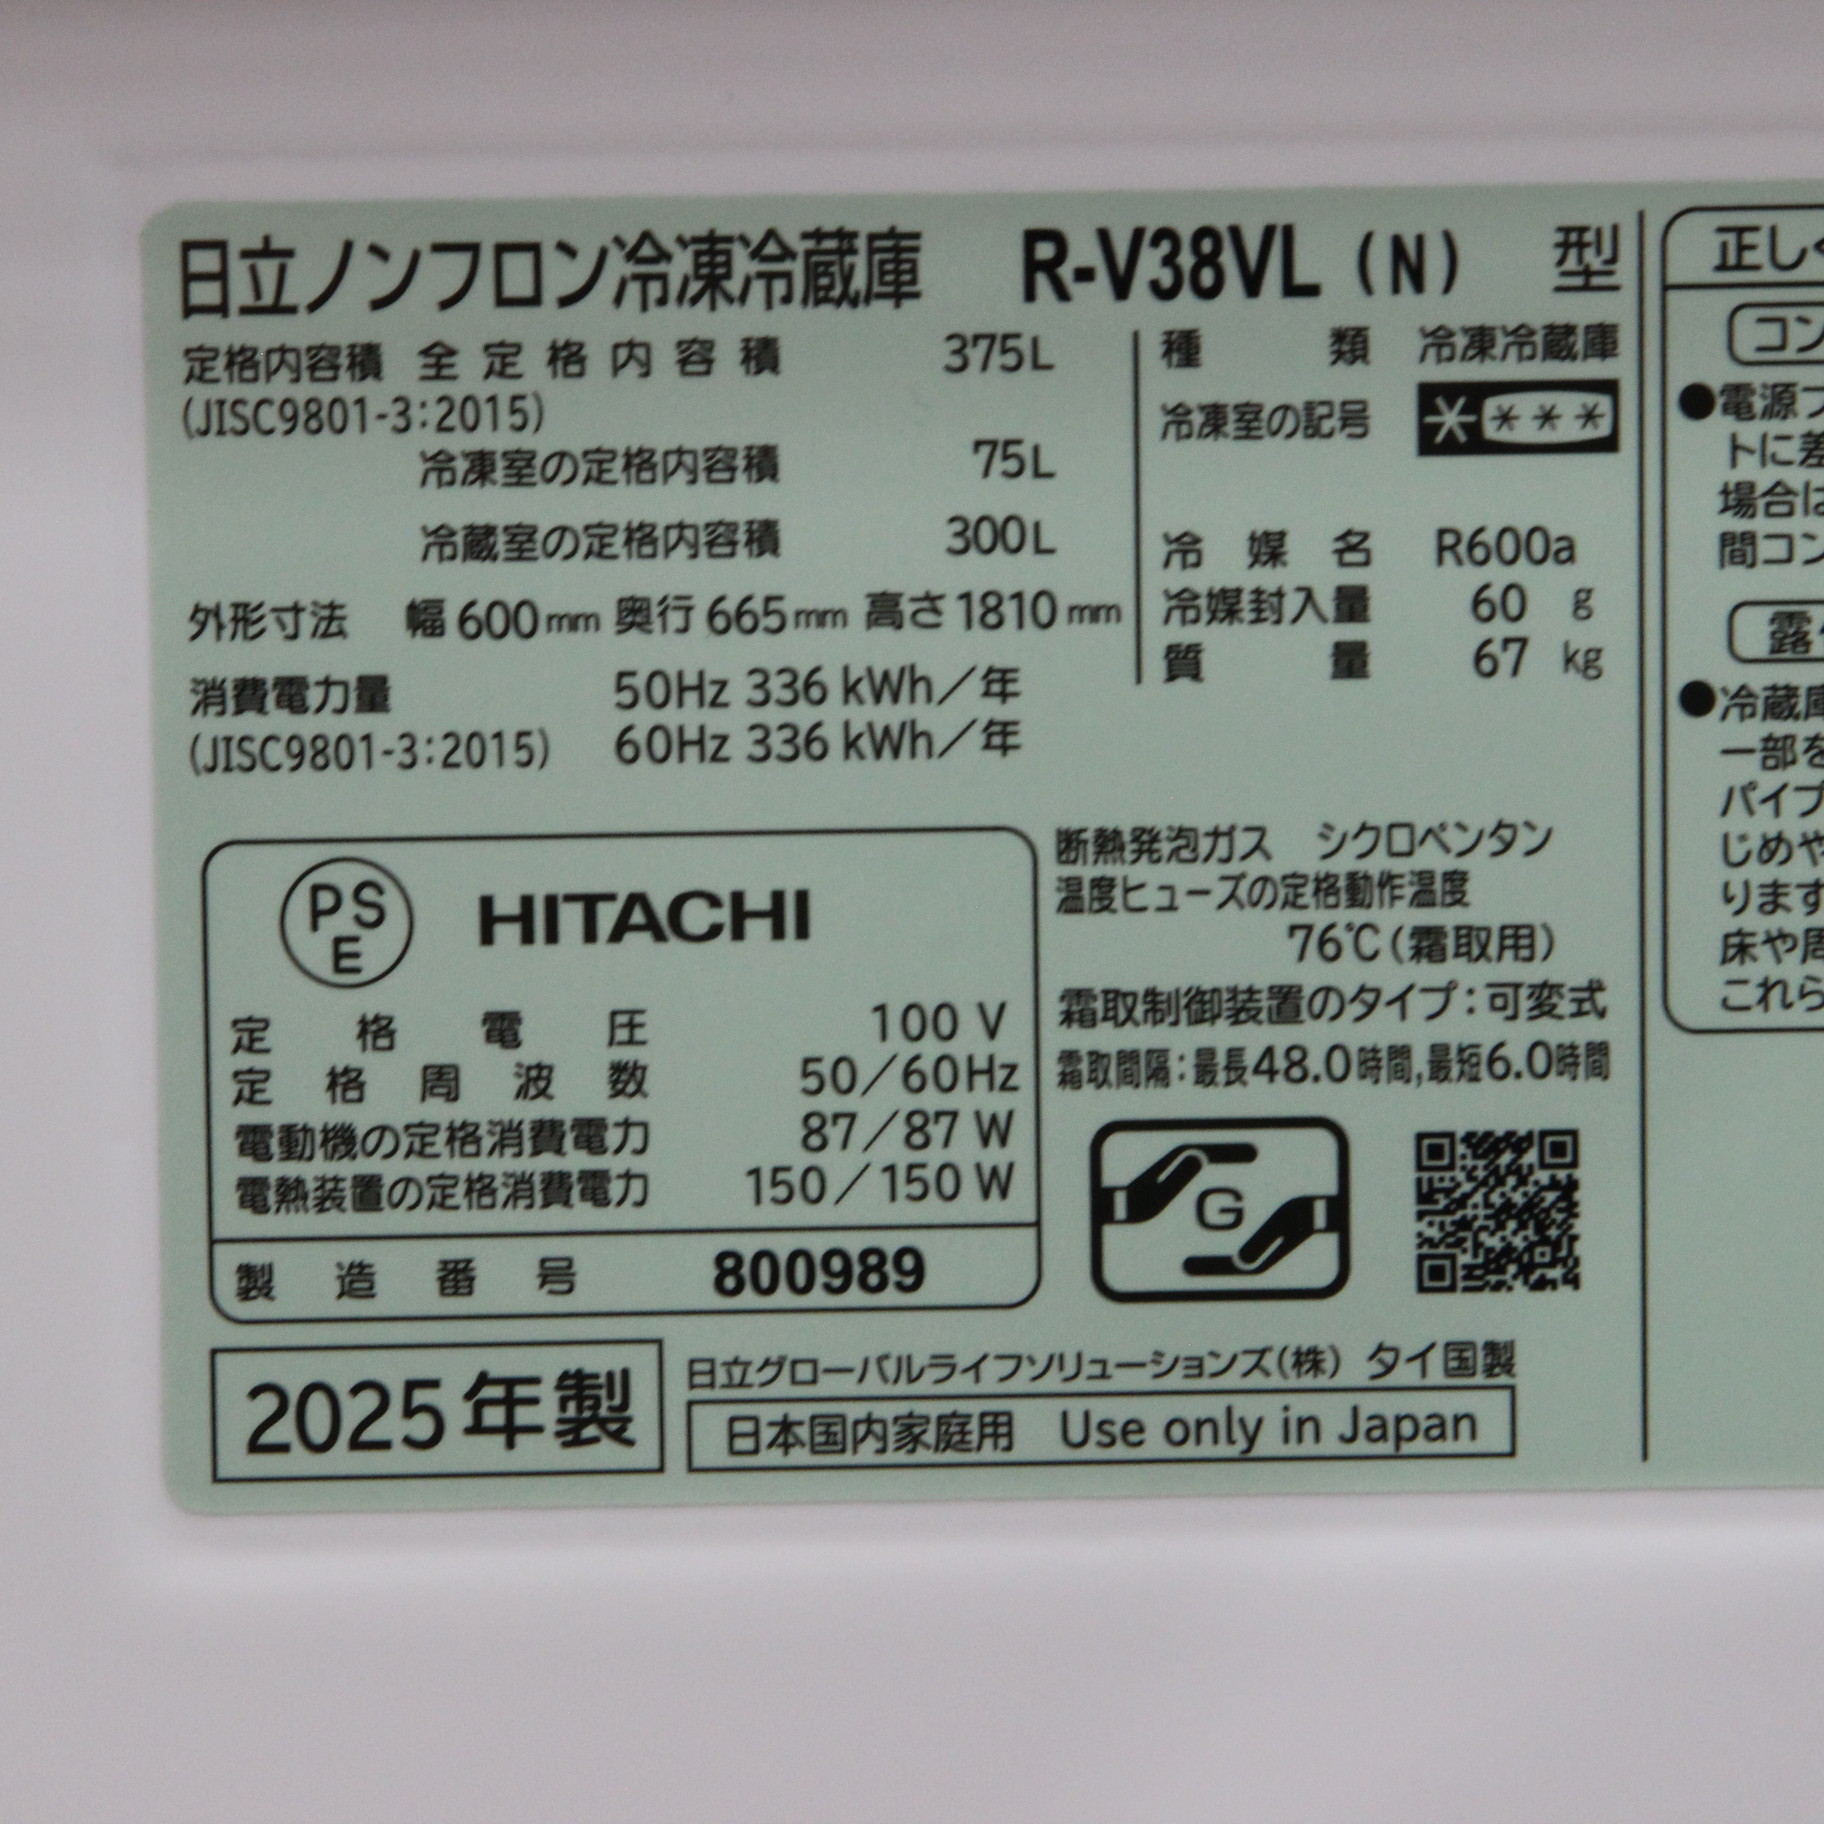 日立ノンフロン冷凍冷蔵庫 R-V38VL (N) 型
定格内容積 全定格内容積 375L
(JISC9801-3:2015)
冷凍室の定格内容積 75L
冷蔵室の定格内容積 300L
外形寸法 幅600mm 奥行665mm 高さ1810mm
消費電力量 50Hz 336 kWh/年
(JISC9801-3:2015) 60Hz 336 kWh/年
種類 冷凍冷蔵庫
冷凍室の記号 ****
冷媒名 R600a
冷媒封入量 60 g
質量 67 kg
PSE HITACHI
定格電圧 100 V
定格周波数 50/60Hz
電動機の定格消費電力 87/87 W
電熱装置の定格消費電力 150/150 W
製造番号 800989
断熱発泡ガス シクロペンタン
温度ヒューズの定格動作温度
76℃(霜取用)
霜取制御装置のタイプ:可変式
霜取間隔:最長48.0時間,最短6.0時間
G
2025年製
日立グローバルライフソリューションズ(株) タイ国製
日本国内家庭用 Use only in Japan
正し
コン
●電源
トに差
場合は
間コン
露
●冷蔵庫
一部を
パイプ
じめや
ります
床や周
これら